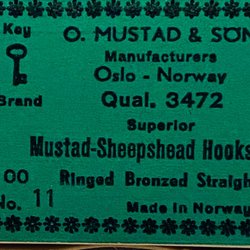 Key
Brand
O. MUSTAD & SON
Manufacturers
Oslo - Norway
Qual. 3472
Superior
Mustad-Sheepshead Hooks
00 Ringed Bronzed Straight
No. 11
Made in Norway